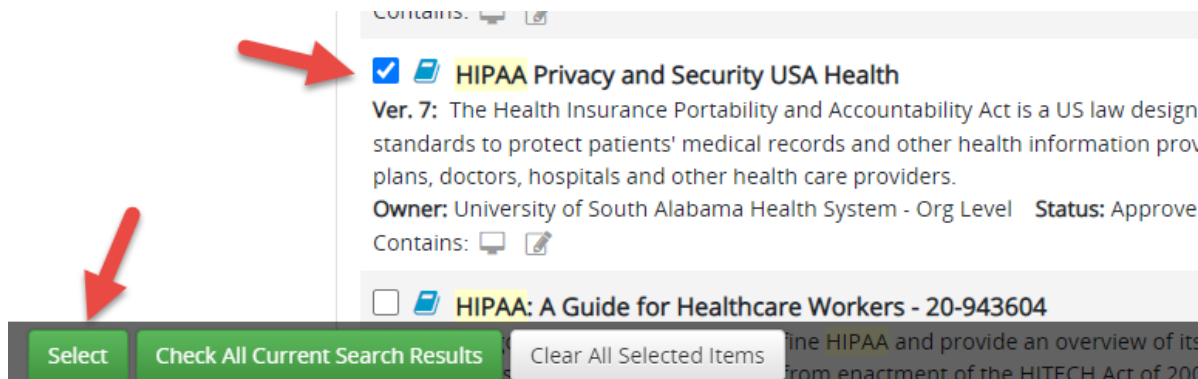 Contains:
HIPAA Privacy and Security USA Health
Ver. 7: The Health Insurance Portability and Accountability Act is a US law design
standards to protect patients' medical records and other health information prov
plans, doctors, hospitals and other health care providers.
Owner: University of South Alabama Health System - Org Level Status: Approve
Contains:
HIPAA: A Guide for Healthcare Workers - 20-943604
fine HIPAA and provide an overview of its
from enactment of the HITECH Act of 200
Select Check All Current Search Results Clear All Selected Items